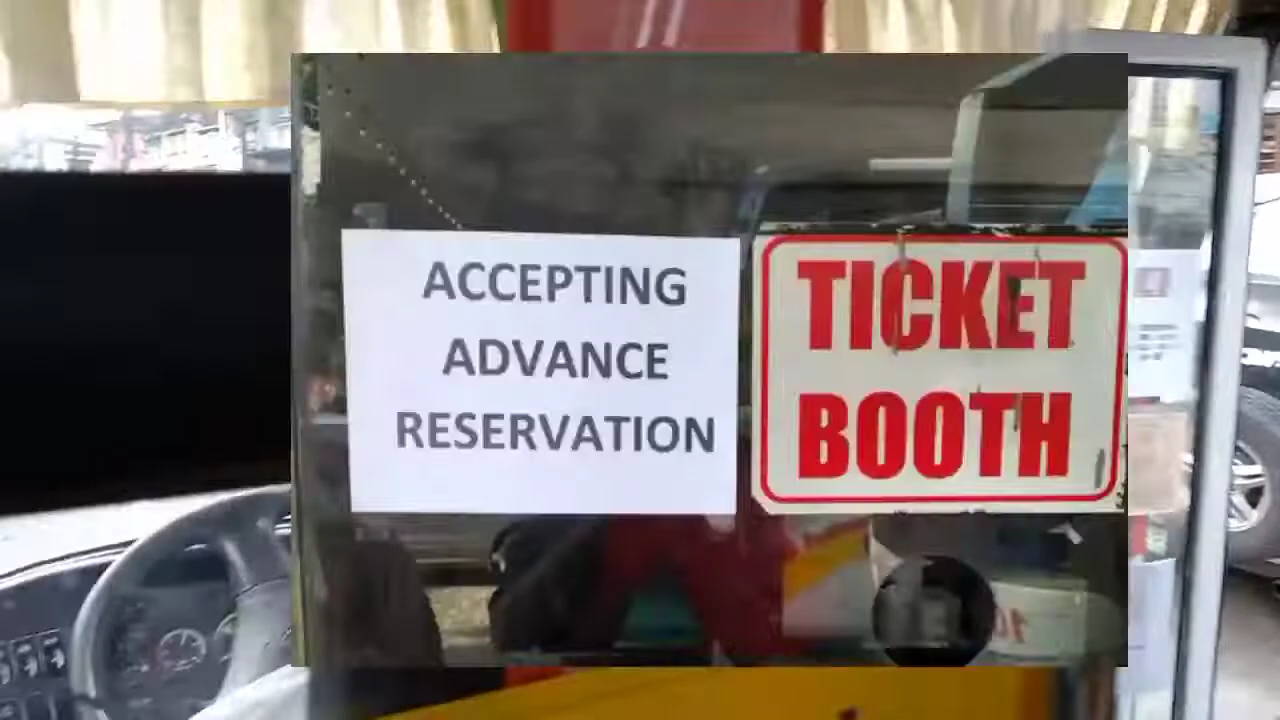 ACCEPTING
ADVANCE
RESERVATION
TICKET
BOOTH